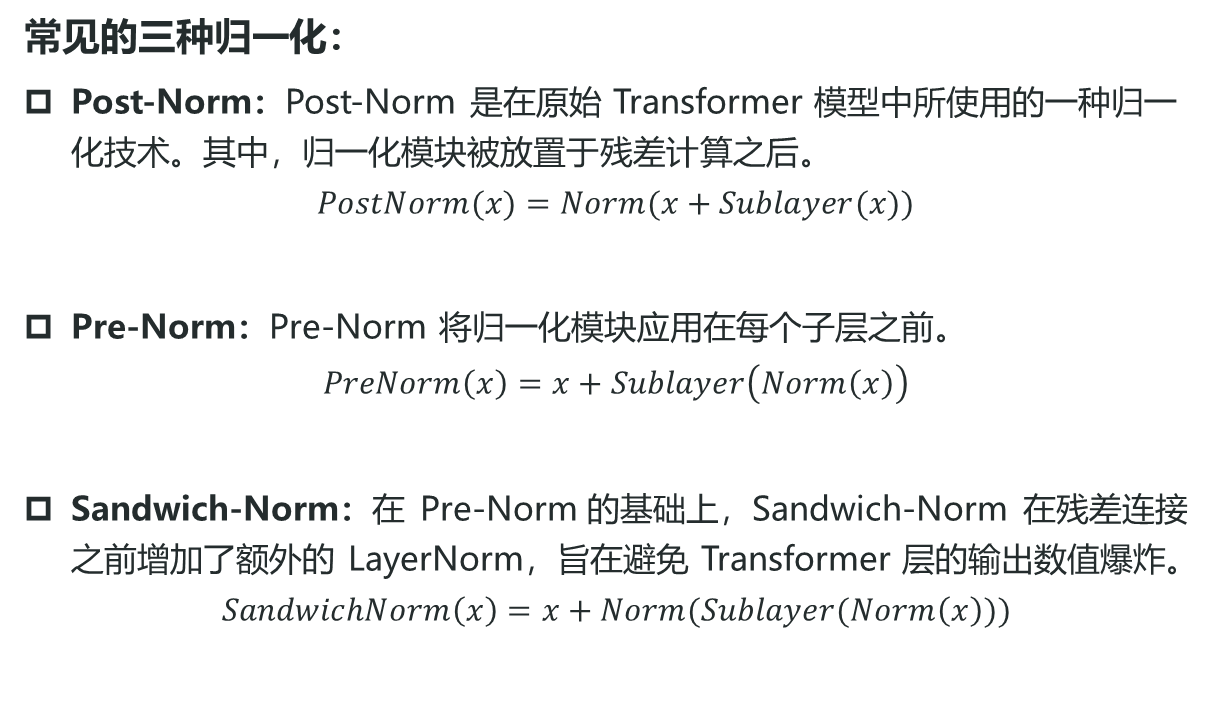 常见的三种归一化：
Post-Norm：Post-Norm 是在原始 Transformer 模型中所使用的一种归一
化技术。其中，归一化模块被放置于残差计算之后。
PostNorm(x) = Norm(x + Sublayer(x))
Pre-Norm：Pre-Norm 将归一化模块应用在每个子层之前。
PreNorm(x) = x + Sublayer(Norm(x))
Sandwich-Norm：在 Pre-Norm 的基础上，Sandwich-Norm 在残差连接
之前增加了额外的 LayerNorm，旨在避免 Transformer 层的输出数值爆炸。
SandwichNorm(x) = x + Norm(Sublayer(Norm(x)))